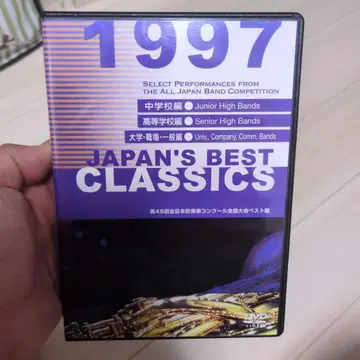 1997
SELECT PERFORMANCES FROM
THE ALL JAPAN BAND COMPETITION
中学校編●Junior High Bands
高等学校編●Senior High Bands
大学・職場・一般編●Univ., Company, Comm. Bands
JAPAN'S BEST
CLASSICS
第45回全日本吹奏楽コンクール全国大会ベスト盤
DVD
VIDEO